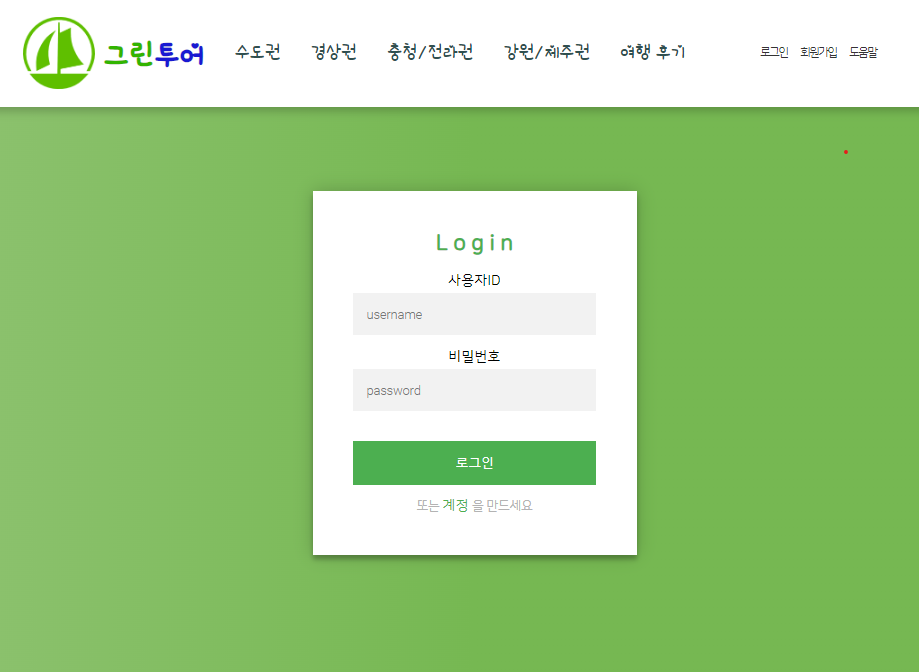 그린투어 수도권 경상권 충청/전라권 강원/제주권 여행 후기 로그인 회원가입 도움말
Login
사용자ID
username
비밀번호
password
로그인
또는 계정 을 만드세요